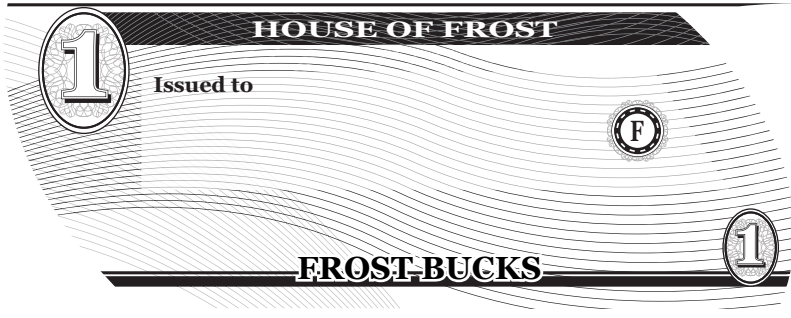 HOUSE OF FROST
1
Issued to
F
1
FROST BUCKS